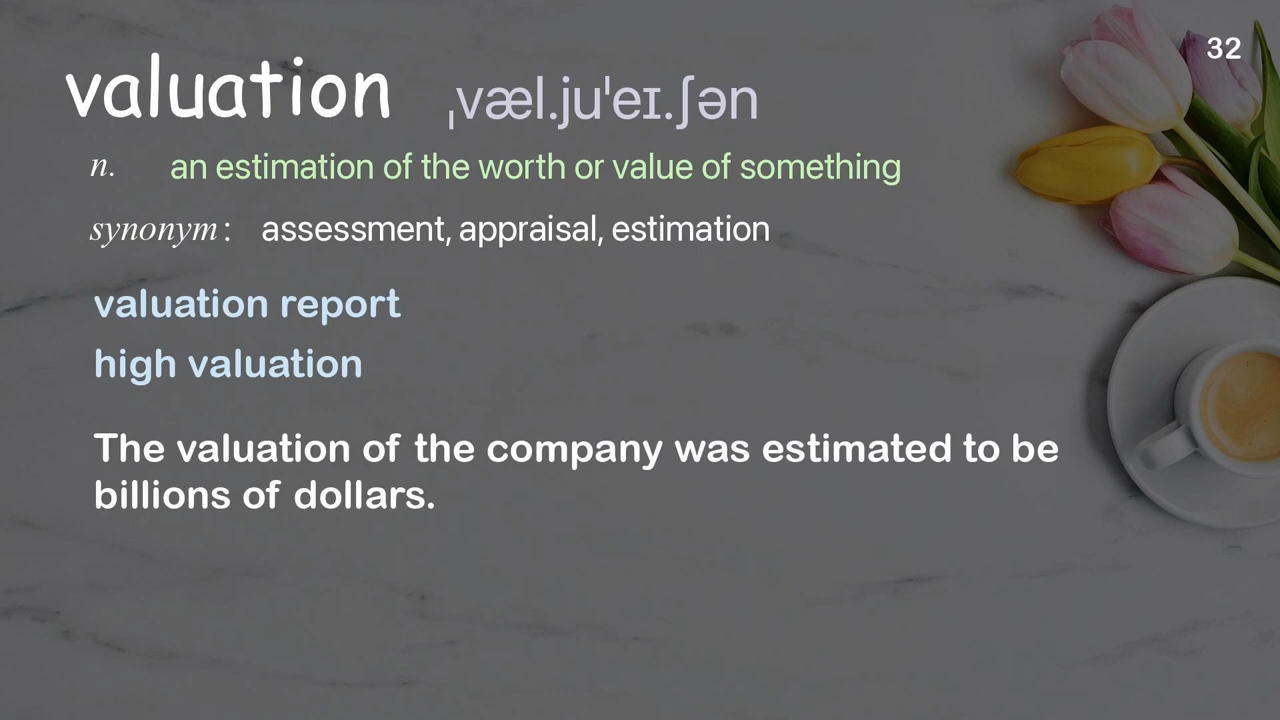 32
valuation ˌvæl.juˈeɪ.ʃən
n. an estimation of the worth or value of something
synonym: assessment, appraisal, estimation
valuation report
high valuation
The valuation of the company was estimated to be
billions of dollars.